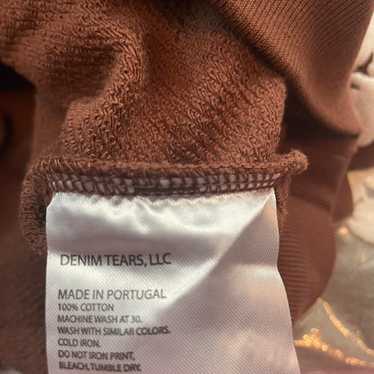 DENIM TEARS, LLC
MADE IN PORTUGAL
100% COTTON
MACHINE WASH AT 30.
WASH WITH SIMILAR COLORS.
COLD IRON.
DO NOT IRON PRINT,
BLEACH, TUMBLE DRY.